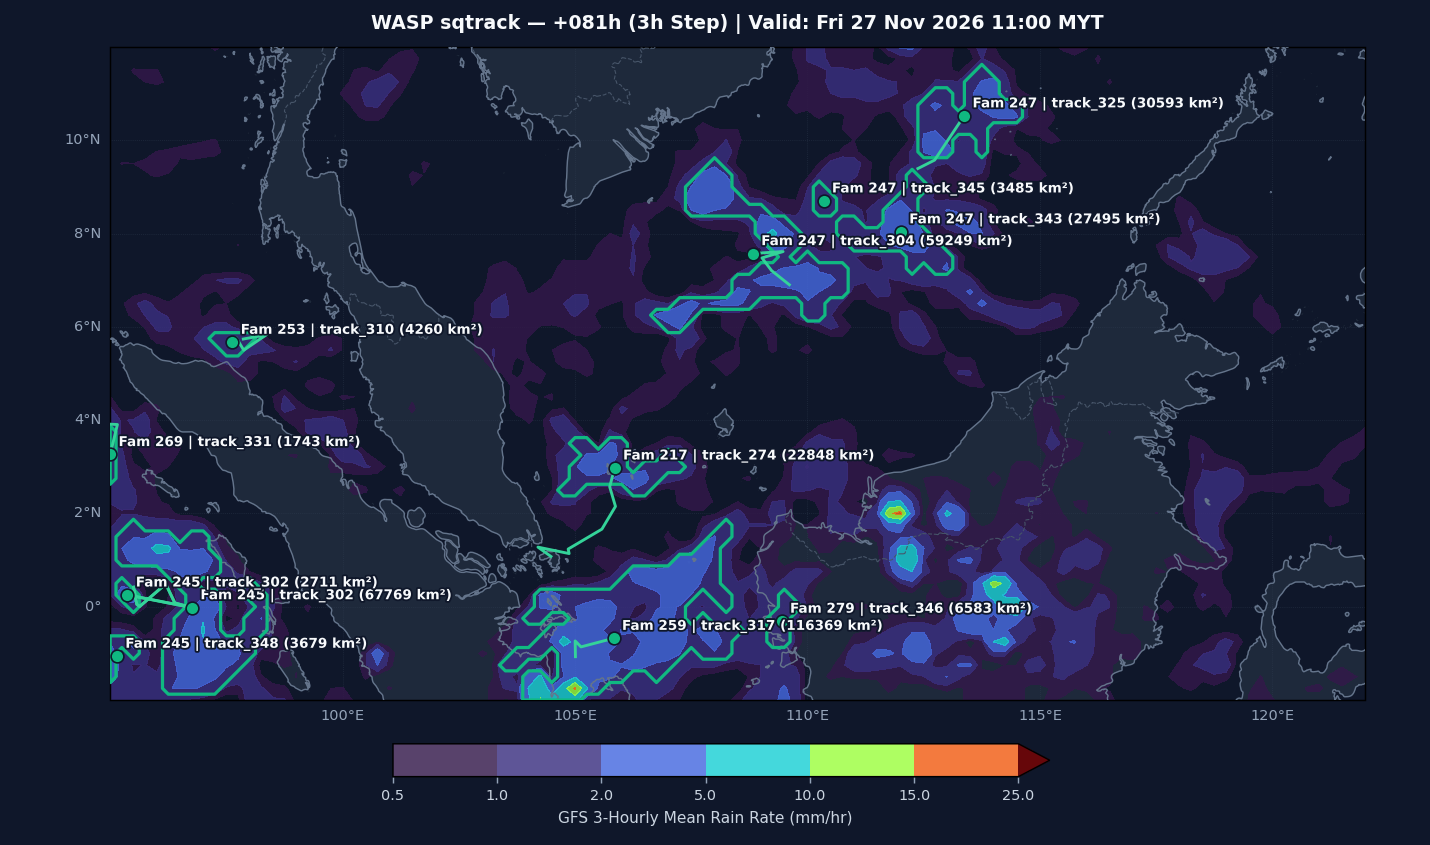 WASP sqtrack — +081h (3h Step) | Valid: Fri 27 Nov 2026 11:00 MYT
Fam 247 | track_325 (30593 km²)
10°N
Fam 247 | track_345 (3485 km²)
Fam 247 | track_343 (27495 km²)
8°N
Fam 247 | track_304 (59249 km²)
6°N
Fam 253 | track_310 (4260 km²)
4°N
Fam 269 | track_331 (1743 km²)
Fam 217 | track_274 (22848 km²)
2°N
Fam 245 | track_302 (2711 km²)
Fam 245 | track_302 (67769 km²)
0°
Fam 279 | track_346 (6583 km²)
Fam 259 | track_317 (116369 km²)
Fam 245 | track_348 (3679 km²)
100°E 105°E 110°E 115°E 120°E
0.5 1.0 2.0 5.0 10.0 15.0 25.0
GFS 3-Hourly Mean Rain Rate (mm/hr)